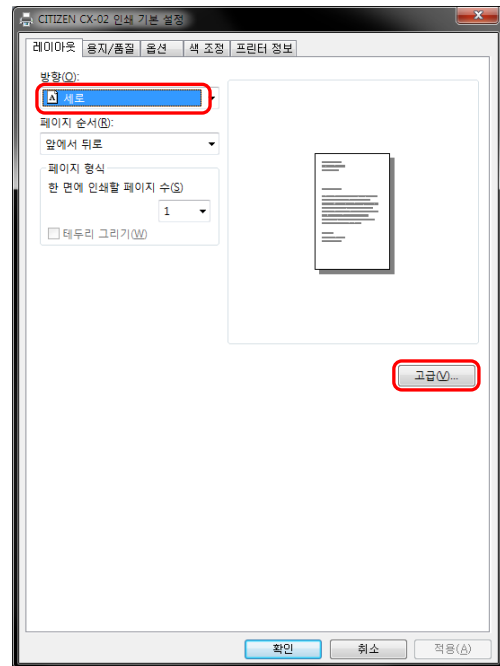 CITIZEN CX-02 인쇄 기본 설정
레이아웃 용지/품질 옵션 색 조정 프린터 정보
방향(O):
세로
페이지 순서(R):
앞에서 뒤로
페이지 형식
한 면에 인쇄할 페이지 수(S)
1
테두리 그리기(W)
고급(V)...
확인 취소 적용(A)